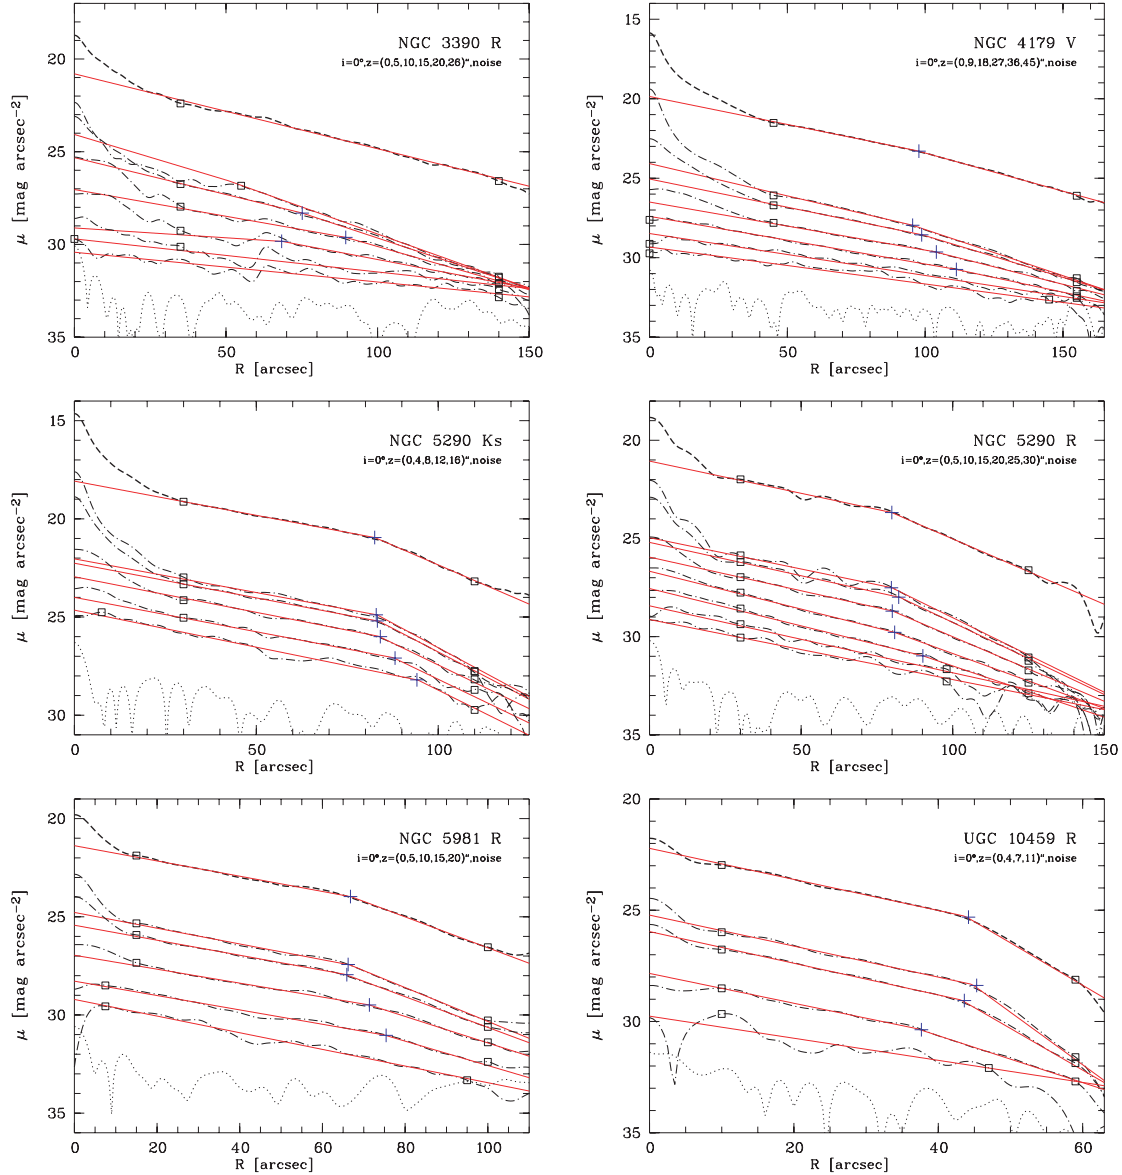 NGC 3390 R
i=0°,z=(0,5,10,15,20,26)",noise
20
25
30
35
μ [mag arcsec−2]
0
50
100
150
R [arcsec]
NGC 4179 V
i=0°,z=(0,9,18,27,36,45)",noise
15
20
25
30
35
μ [mag arcsec−2]
0
50
100
150
R [arcsec]
NGC 5290 Ks
i=0°,z=(0,4,8,12,16)",noise
15
20
25
30
μ [mag arcsec−2]
0
50
100
R [arcsec]
NGC 5290 R
i=0°,z=(0,5,10,15,20,25,30)",noise
20
25
30
35
μ [mag arcsec−2]
0
50
100
150
R [arcsec]
NGC 5981 R
i=0°,z=(0,5,10,15,20)",noise
20
25
30
35
μ [mag arcsec−2]
0
20
40
60
80
100
R [arcsec]
UGC 10459 R
i=0°,z=(0,4,7,11)",noise
20
25
30
35
μ [mag arcsec−2]
0
20
40
60
R [arcsec]